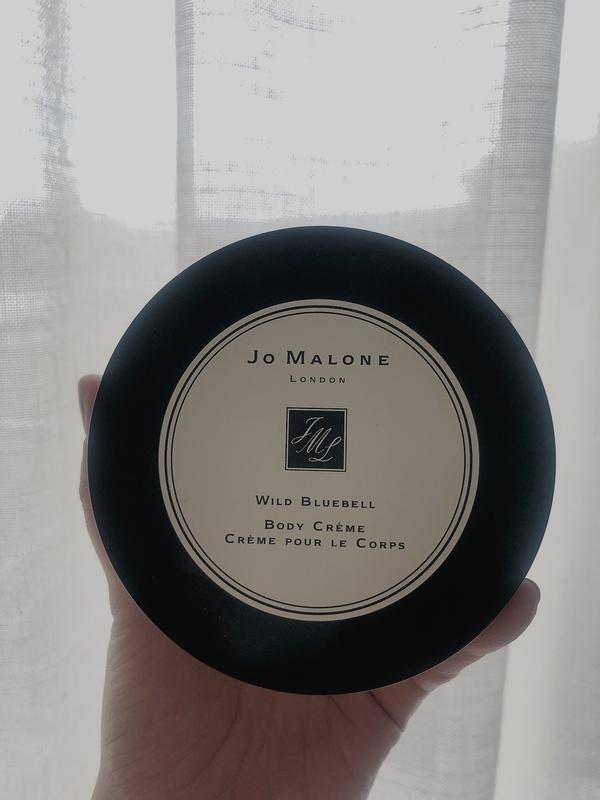 Jo Malone
London
JML
Wild Bluebell
Body Crème
Crème pour le Corps